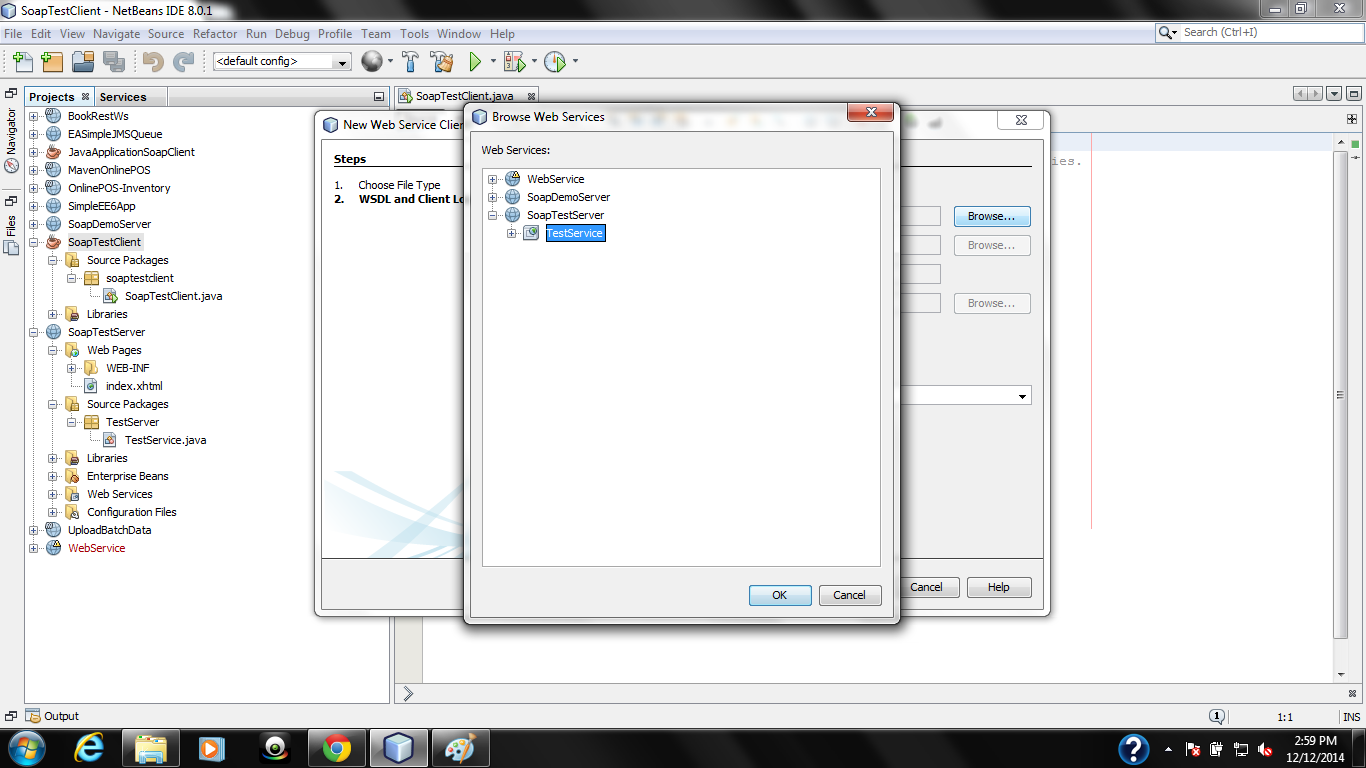 SoapTestClient - NetBeans IDE 8.0.1
File Edit View Navigate Source Refactor Run Debug Profile Team Tools Window Help
Search (Ctrl+I)
<default config>
Projects Services
SoapTestClient.java
Navigator
Files
BookRestWs
EASimpleJMSQueue
JavaApplicationSoapClient
MavenOnlinePOS
OnlinePOS-Inventory
SimpleEE6App
SoapDemoServer
SoapTestClient
Source Packages
soaptestclient
SoapTestClient.java
Libraries
SoapTestServer
Web Pages
WEB-INF
index.xhtml
Source Packages
TestServer
TestService.java
Libraries
Enterprise Beans
Web Services
Configuration Files
UploadBatchData
WebService
New Web Service Clie
Steps
1. Choose File Type
2. WSDL and Client Lo
Browse...
Browse...
Browse...
Cancel Help
Browse Web Services
Web Services:
WebService
SoapDemoServer
SoapTestServer
TestService
OK Cancel
ies.
Output
1
1:1 INS
2:59 PM
12/12/2014